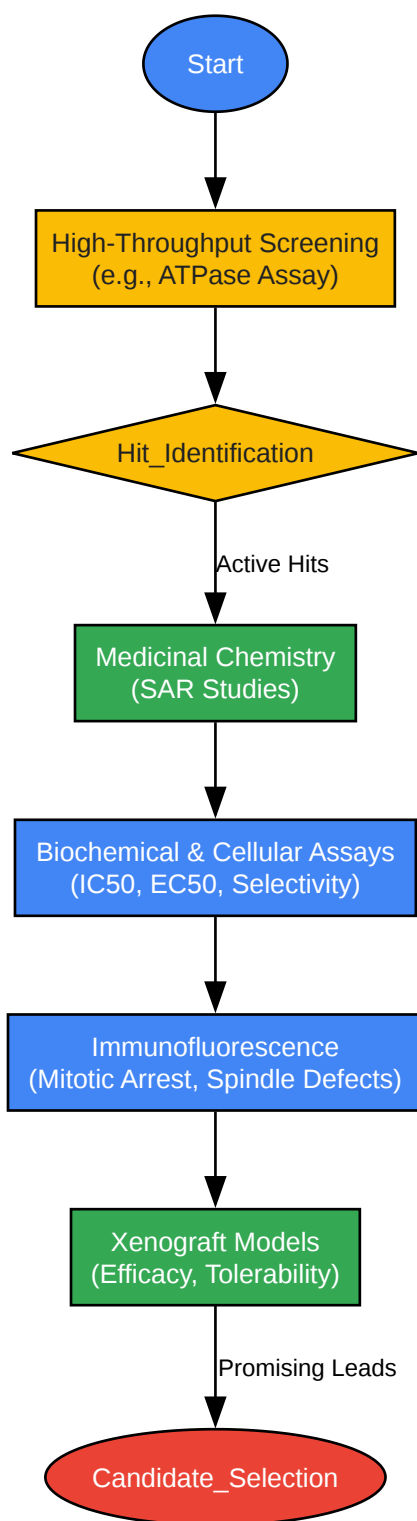 Start
High-Throughput Screening
(e.g., ATPase Assay)
Hit_Identification
Active Hits
Medicinal Chemistry
(SAR Studies)
Biochemical & Cellular Assays
(IC50, EC50, Selectivity)
Immunofluorescence
(Mitotic Arrest, Spindle Defects)
Xenograft Models
(Efficacy, Tolerability)
Promising Leads
Candidate_Selection